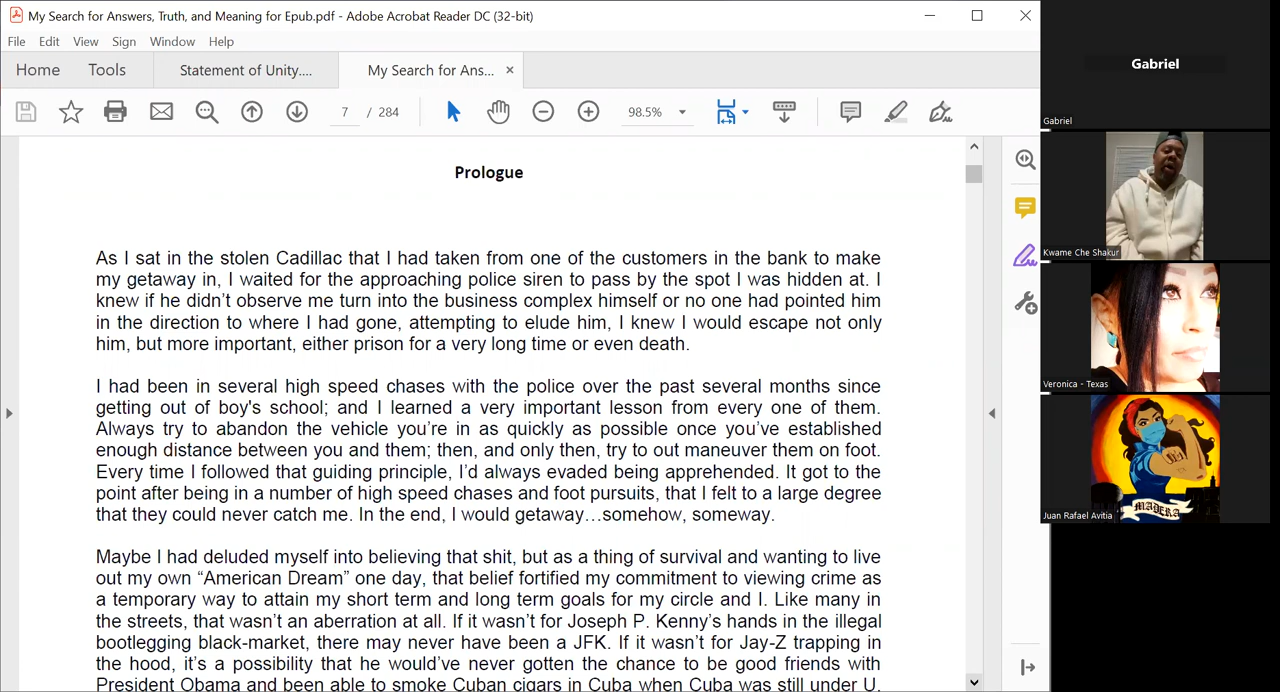 My Search for Answers, Truth, and Meaning for Epub.pdf - Adobe Acrobat Reader DC (32-bit)
File Edit View Sign Window Help
Home Tools Statement of Unity.... My Search for Ans... ×
7 / 284 98.5%
Prologue
As I sat in the stolen Cadillac that I had taken from one of the customers in the bank to make
my getaway in, I waited for the approaching police siren to pass by the spot I was hidden at. I
knew if he didn't observe me turn into the business complex himself or no one had pointed him
in the direction to where I had gone, attempting to elude him, I knew I would escape not only
him, but more important, either prison for a very long time or even death.
I had been in several high speed chases with the police over the past several months since
getting out of boy's school; and I learned a very important lesson from every one of them.
Always try to abandon the vehicle you're in as quickly as possible once you've established
enough distance between you and them; then, and only then, try to out maneuver them on foot.
Every time I followed that guiding principle, I'd always evaded being apprehended. It got to the
point after being in a number of high speed chases and foot pursuits, that I felt to a large degree
that they could never catch me. In the end, I would getaway…somehow, someway.
Maybe I had deluded myself into believing that shit, but as a thing of survival and wanting to live
out my own “American Dream” one day, that belief fortified my commitment to viewing crime as
a temporary way to attain my short term and long term goals for my circle and I. Like many in
the streets, that wasn't an aberration at all. If it wasn't for Joseph P. Kenny's hands in the illegal
bootlegging black-market, there may never have been a JFK. If it wasn't for Jay-Z trapping in
the hood, it's a possibility that he would've never gotten the chance to be good friends with
President Obama and been able to smoke Cuban cigars in Cuba when Cuba was still under U.
Gabriel
Gabriel
Kwame Che Shakur
Veronica - Texas
MADERA
Juan Rafael Avitia